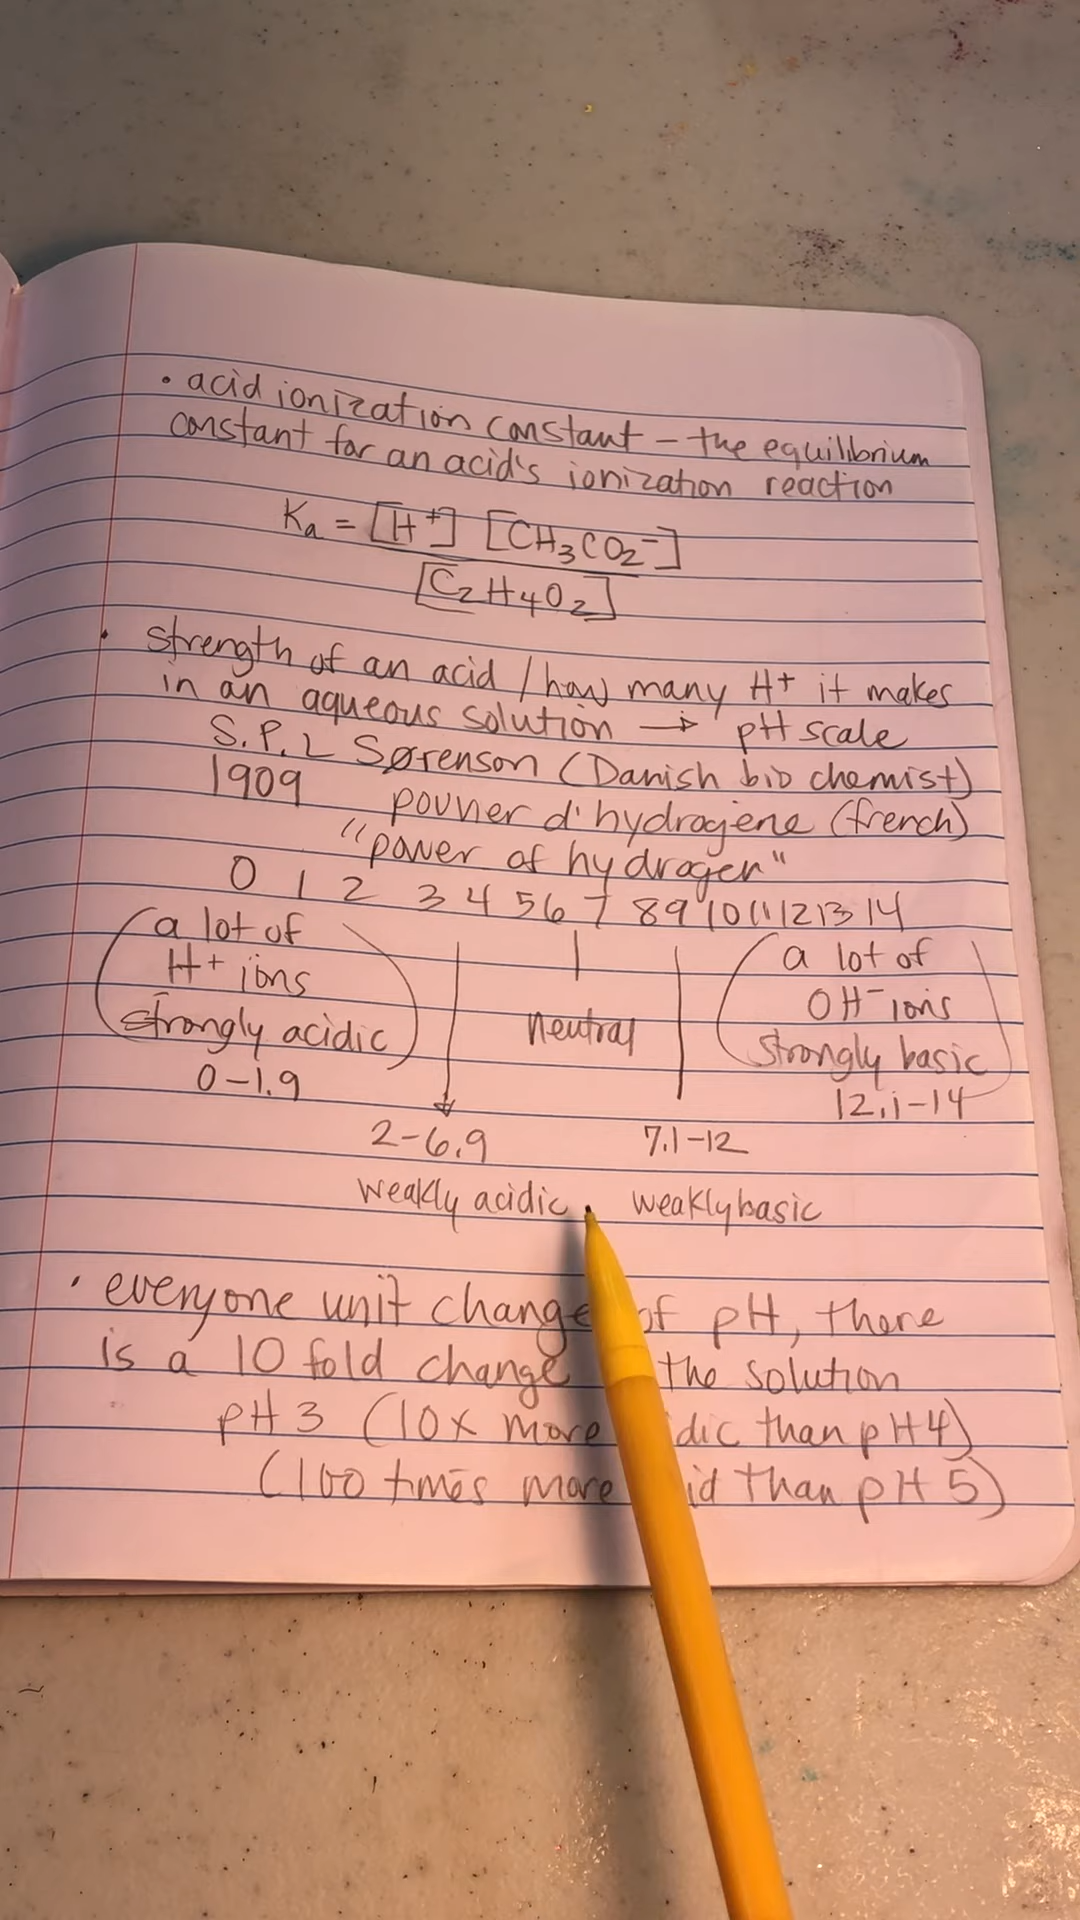 • acid ionization constant – the equilibrium
constant for an acid's ionization reaction
Ka = [H+] [CH3CO2-]
[C2H4O2]
• strength of an acid / how many H+ it makes
in an aqueous solution → pH scale
S.P. L Sørenson (Danish bio chemist)
1909 pouner d'hydrogène (french)
"power of hydrogen"
0 1 2 3 4 5 6 7 8 9 10 11 12 13 14
a lot of
H+ ions
strongly acidic
0–1.9
neutral
a lot of
OH- ions
strongly basic
12.1–14
2–6.9 7.1–12
weakly acidic weakly basic
• everyone unit change of pH, there
is a 10 fold change the solution
pH 3 (10x more dic than pH4)
(100 times more id than pH 5)